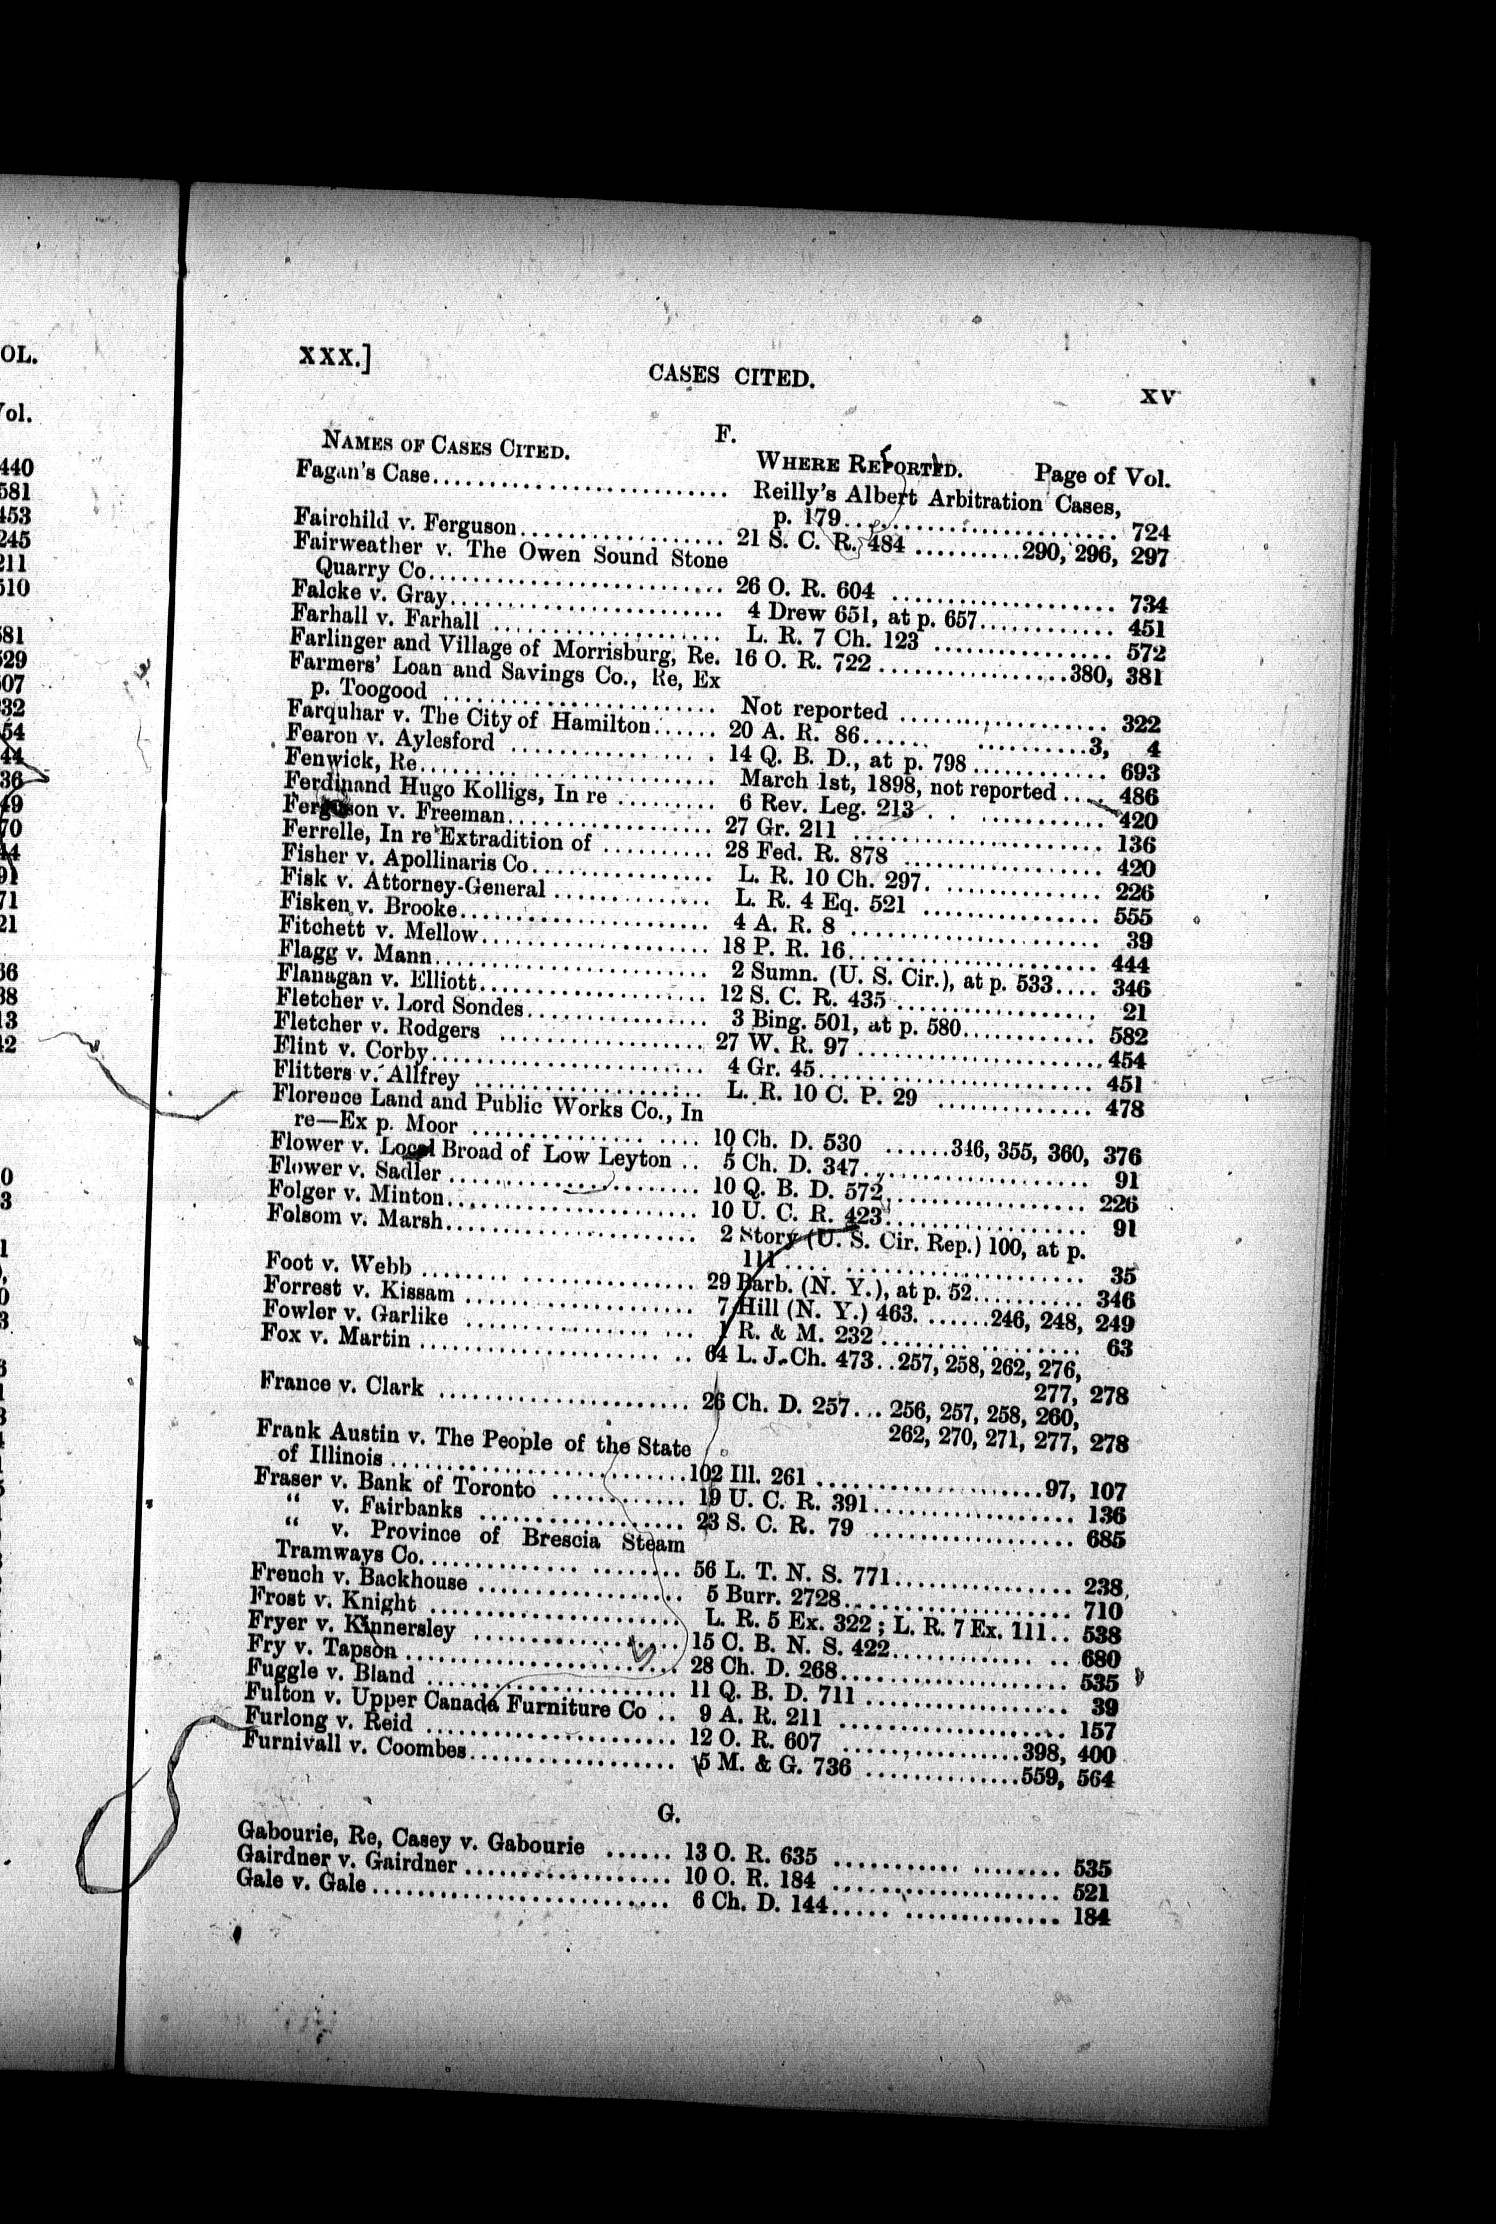 OL.
Vol.
440
581
453
245
211
510
XXX.] CASES CITED. XV
F.
NAMES OF CASES CITED. WHERE REPORTED. Page of Vol.
Fagan's Case.......................... Reilly's Albert Arbitration Cases,
p. 179......................... 724
Fairchild v. Ferguson.................... 21 S. C. R. 484 ..........290, 296, 297
Fairweather v. The Owen Sound Stone
Quarry Co.......................... 26 O. R. 604 .................... 734
Falcke v. Gray......................... 4 Drew 651, at p. 657............ 451
Farhall v. Farhall .................... L. R. 7 Ch. 123 ................ 572
Farlinger and Village of Morrisburg, Re. 16 O. R. 722 .................380, 381
Farmers' Loan and Savings Co., Re, Ex
p. Toogood ........................ Not reported .................. 322
Farquhar v. The City of Hamilton...... 20 A. R. 86...... ..........3, 4
Fearon v. Aylesford .................. 14 Q. B. D., at p. 798............ 693
Fenwick, Re.......................... March 1st, 1898, not reported .... 486
Ferdinand Hugo Kolligs, In re ......... 6 Rev. Leg. 213 . . ........... 420
Ferguson v. Freeman.................. 27 Gr. 211 ...................... 136
Ferrelle, In re Extradition of .......... 28 Fed. R. 878 .................. 420
Fisher v. Apollinaris Co................ L. R. 10 Ch. 297. .............. 226
Fisk v. Attorney-General .............. L. R. 4 Eq. 521 ................ 555
Fisken v. Brooke...................... 4 A. R. 8 ...................... 39
Fitchett v. Mellow.................... 18 P. R. 16...................... 444
Flagg v. Mann........................ 2 Sumn. (U. S. Cir.), at p. 533.... 346
Flanagan v. Elliott.................... 12 S. C. R. 435 .................. 21
Fletcher v. Lord Sondes................ 3 Bing. 501, at p. 580............ 582
Fletcher v. Rodgers .................. 27 W. R. 97 ......................454
Flint v. Corby........................ 4 Gr. 45........................ 451
Flitters v. Allfrey .................... L. R. 10 C. P. 29 .............. 478
Florence Land and Public Works Co., In
re—Ex p. Moor .................... 10 Ch. D. 530 ......346, 355, 360, 376
Flower v. Local Broad of Low Leyton .. 5 Ch. D. 347.................... 91
Flower v. Sadler ...................... 10 Q. B. D. 572.................. 226
Folger v. Minton...................... 10 U. C. R. 423.................. 91
Folsom v. Marsh...................... 2 Story (U. S. Cir. Rep.) 100, at p.
111.... ...................... 35
Foot v. Webb ........................ 29 Barb. (N. Y.), at p. 52.......... 346
Forrest v. Kissam .................... 7 Hill (N. Y.) 463. ......246, 248, 249
Fowler v. Garlike .................... 1 R. & M. 232 .................. 63
Fox v. Martin ........................ 64 L. J. Ch. 473..257, 258, 262, 276,
277, 278
France v. Clark ...................... 26 Ch. D. 257... 256, 257, 258, 260,
262, 270, 271, 277, 278
Frank Austin v. The People of the State
of Illinois ..........................102 Ill. 261 ....................97, 107
Fraser v. Bank of Toronto ............ 19 U. C. R. 391.................. 136
“ v. Fairbanks .................. 23 S. C. R. 79 .................. 685
“ v. Province of Brescia Steam
Tramways Co....................... 56 L. T. N. S. 771................ 238
French v. Backhouse .................. 5 Burr. 2728.................... 710
Frost v. Knight ...................... L. R. 5 Ex. 322 ; L. R. 7 Ex. 111.. 538
Fryer v. Kinnersley .................. 15 C. B. N. S. 422.............. .. 680
Fry v. Tapson ........................ 28 Ch. D. 268.................... 535
Fuggle v. Bland ...................... 11 Q. B. D. 711 .................. 39
Fulton v. Upper Canada Furniture Co .. 9 A. R. 211 .................... 157
Furlong v. Reid ...................... 12 O. R. 607 ................398, 400
Furnivall v. Coombes.................. 5 M. & G. 736 ..............559, 564
G.
Gabourie, Re, Casey v. Gabourie ...... 13 O. R. 635 ........... ........ 535
Gairdner v. Gairdner .................. 10 O. R. 184 .................... 521
Gale v. Gale.......................... 6 Ch. D. 144..... .............. 184